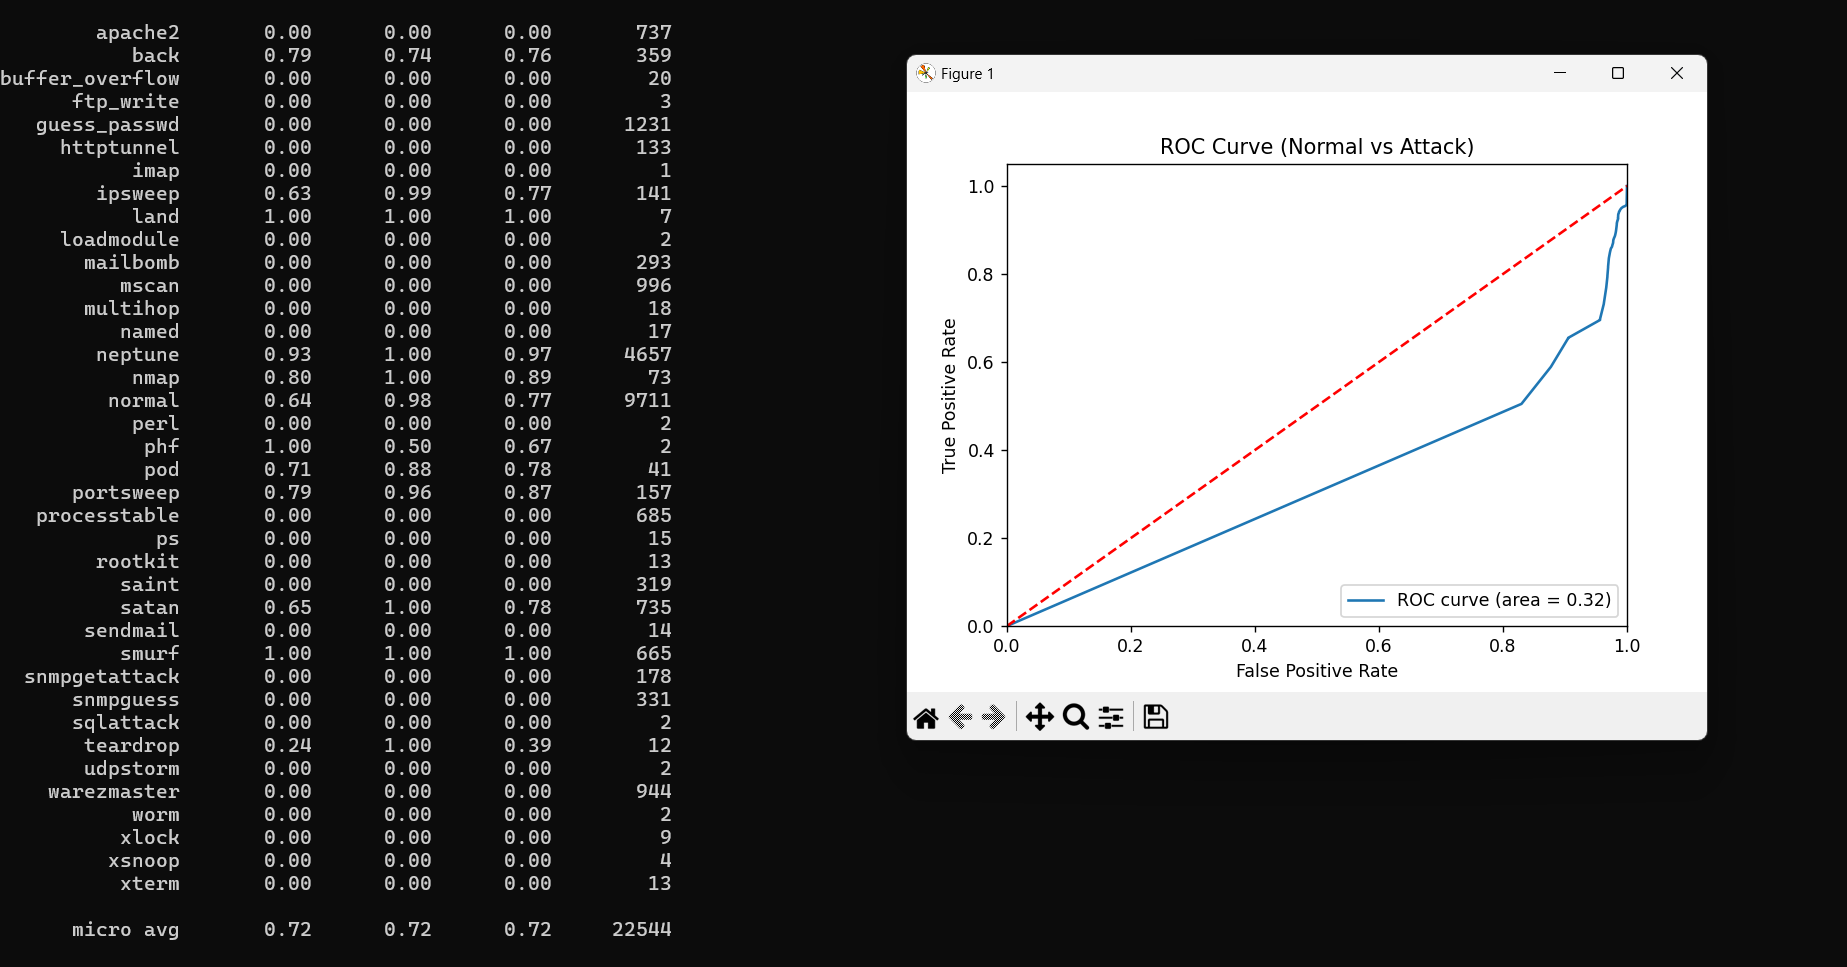 apache2 0.00 0.00 0.00 737
back 0.79 0.74 0.76 359
buffer_overflow 0.00 0.00 0.00 20
ftp_write 0.00 0.00 0.00 3
guess_passwd 0.00 0.00 0.00 1231
httptunnel 0.00 0.00 0.00 133
imap 0.00 0.00 0.00 1
ipsweep 0.63 0.99 0.77 141
land 1.00 1.00 1.00 7
loadmodule 0.00 0.00 0.00 2
mailbomb 0.00 0.00 0.00 293
mscan 0.00 0.00 0.00 996
multihop 0.00 0.00 0.00 18
named 0.00 0.00 0.00 17
neptune 0.93 1.00 0.97 4657
nmap 0.80 1.00 0.89 73
normal 0.64 0.98 0.77 9711
perl 0.00 0.00 0.00 2
phf 1.00 0.50 0.67 2
pod 0.71 0.88 0.78 41
portsweep 0.79 0.96 0.87 157
processtable 0.00 0.00 0.00 685
ps 0.00 0.00 0.00 15
rootkit 0.00 0.00 0.00 13
saint 0.00 0.00 0.00 319
satan 0.65 1.00 0.78 735
sendmail 0.00 0.00 0.00 14
smurf 1.00 1.00 1.00 665
snmpgetattack 0.00 0.00 0.00 178
snmpguess 0.00 0.00 0.00 331
sqlattack 0.00 0.00 0.00 2
teardrop 0.24 1.00 0.39 12
udpstorm 0.00 0.00 0.00 2
warezmaster 0.00 0.00 0.00 944
worm 0.00 0.00 0.00 2
xlock 0.00 0.00 0.00 9
xsnoop 0.00 0.00 0.00 4
xterm 0.00 0.00 0.00 13
micro avg 0.72 0.72 0.72 22544
Figure 1
ROC Curve (Normal vs Attack)
True Positive Rate
1.0
0.8
0.6
0.4
0.2
0.0
ROC curve (area = 0.32)
0.0 0.2 0.4 0.6 0.8 1.0
False Positive Rate